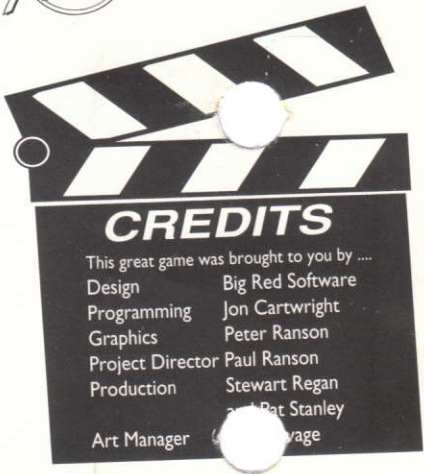 CREDITS
This great game was brought to you by ....
Design Big Red Software
Programming Jon Cartwright
Graphics Peter Ranson
Project Director Paul Ranson
Production Stewart Regan
Pat Stanley
Art Manager